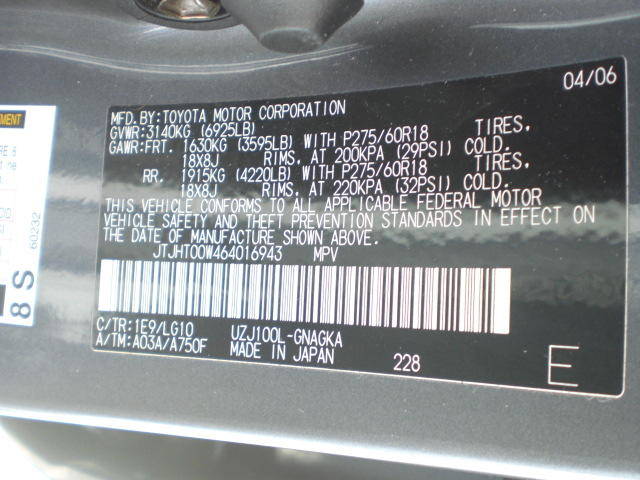 04/06
MFD.BY:TOYOTA MOTOR CORPORATION
GVWR:3140KG (6925LB)
GAWR:FRT. 1630KG (3595LB) WITH P275/60R18 TIRES,
18X8J RIMS, AT 200KPA (29PSI) COLD.
RR. 1915KG (4220LB) WITH P275/60R18 TIRES,
18X8J RIMS, AT 220KPA (32PSI) COLD.
THIS VEHICLE CONFORMS TO ALL APPLICABLE FEDERAL MOTOR
VEHICLE SAFETY AND THEFT PREVENTION STANDARDS IN EFFECT ON
THE DATE OF MANUFACTURE SHOWN ABOVE.
JTJHT00W464016943 MPV
C/TR:1E9/LG10 UZJ100L-GNAGKA
A/TM:A03A/A750F MADE IN JAPAN
228
E
8 S
60232